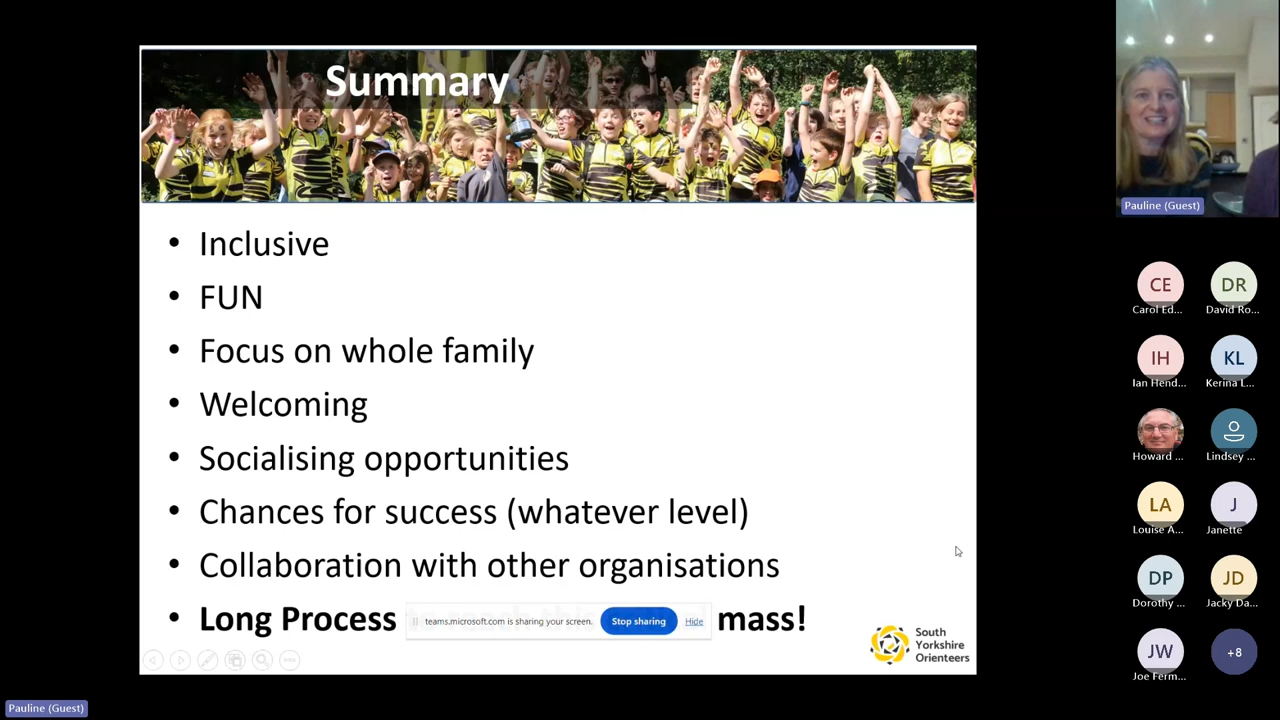 Summary
• Inclusive
• FUN
• Focus on whole family
• Welcoming
• Socialising opportunities
• Chances for success (whatever level)
• Collaboration with other organisations
• Long Process mass!
teams.microsoft.com is sharing your screen.
Stop sharing
Hide
South
Yorkshire
Orienteers
Pauline (Guest)
Pauline (Guest)
CE DR
Carol Ed... David Ro...
IH KL
Ian Hend... Kerina L...
Howard ... Lindsey ...
LA J
Louise A... Janette
DP JD
Dorothy ... Jacky Da...
JW +8
Joe Ferm...